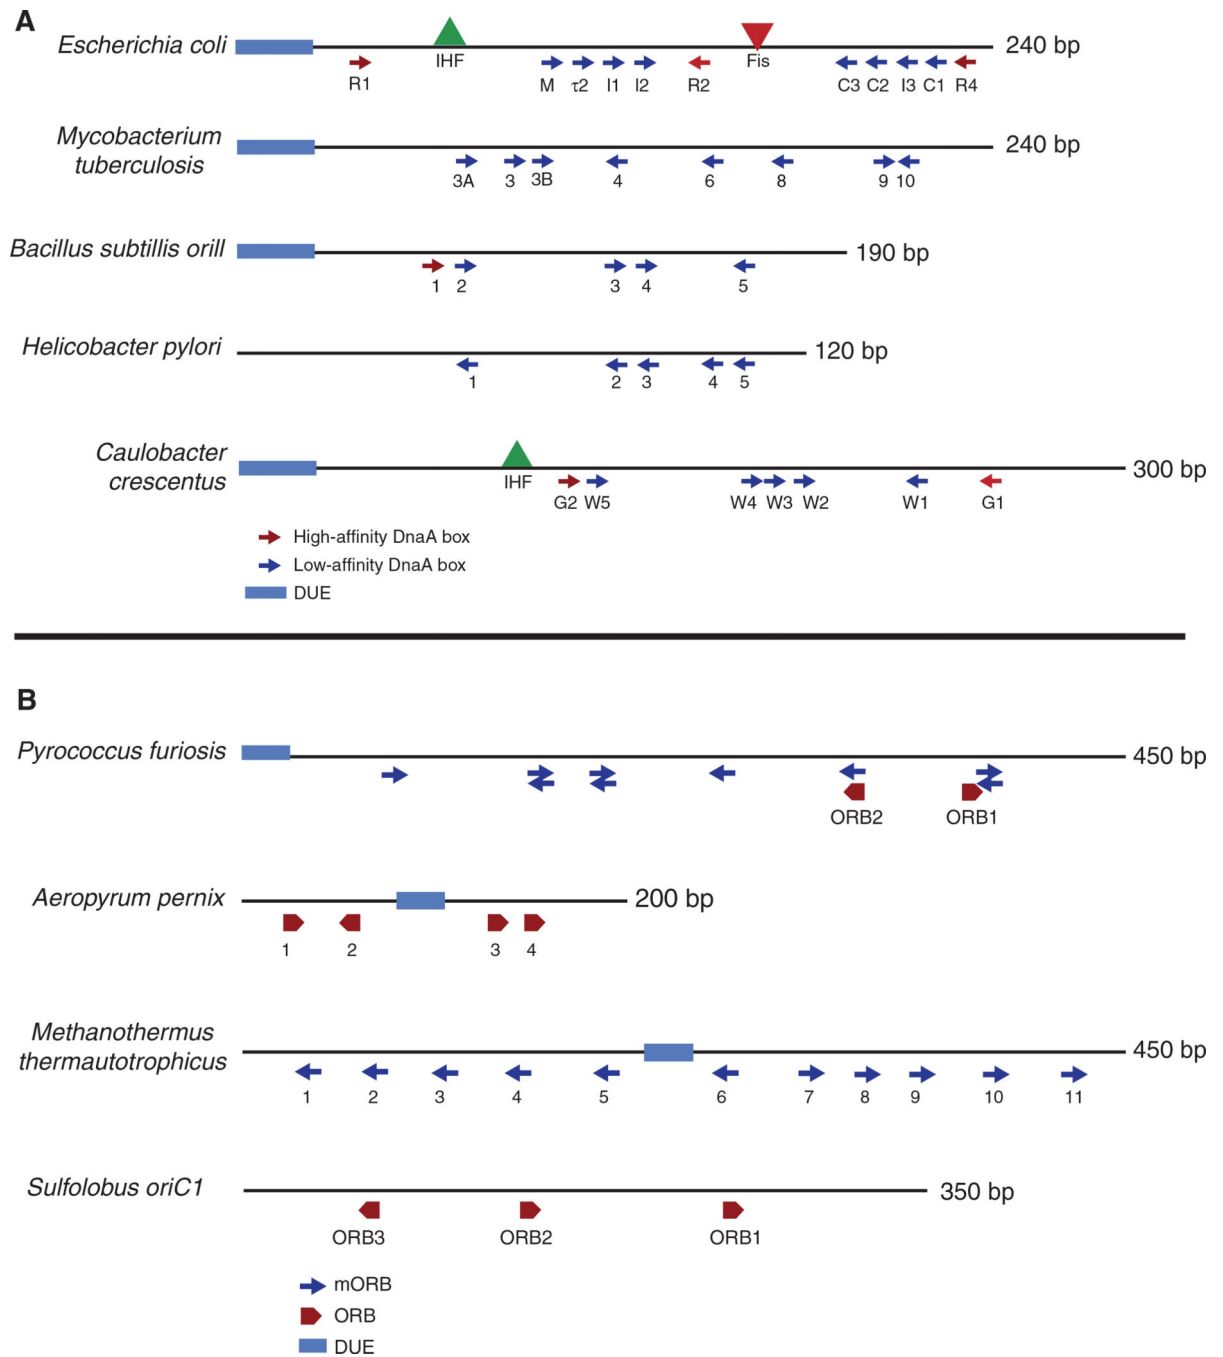 A
Escherichia coli
240 bp
IHF
Fis
R1
M τ2 I1 I2 R2 C3 C2 I3 C1 R4
Mycobacterium
tuberculosis
240 bp
3A 3 3B 4 6 8 9 10
Bacillus subtillis orill
190 bp
1 2 3 4 5
Helicobacter pylori
120 bp
1 2 3 4 5
Caulobacter
crescentus
300 bp
IHF
G2 W5 W4 W3 W2 W1 G1
High-affinity DnaA box
Low-affinity DnaA box
DUE
B
Pyrococcus furiosis
450 bp
ORB2 ORB1
Aeropyrum pernix
200 bp
1 2 3 4
Methanothermus
thermautotrophicus
450 bp
1 2 3 4 5 6 7 8 9 10 11
Sulfolobus oriC1
350 bp
ORB3 ORB2 ORB1
mORB
ORB
DUE